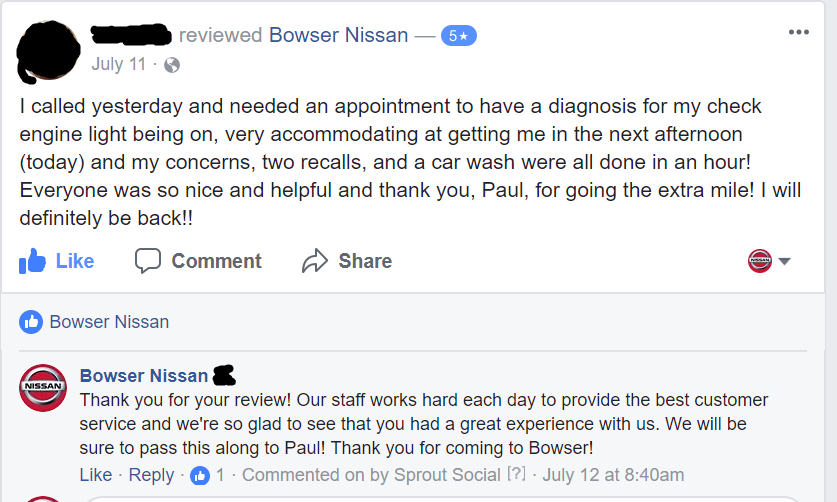 reviewed Bowser Nissan — 5★
July 11 ·
I called yesterday and needed an appointment to have a diagnosis for my check
engine light being on, very accommodating at getting me in the next afternoon
(today) and my concerns, two recalls, and a car wash were all done in an hour!
Everyone was so nice and helpful and thank you, Paul, for going the extra mile! I will
definitely be back!!
Like Comment Share NISSAN
Bowser Nissan
NISSAN
Bowser Nissan
Thank you for your review! Our staff works hard each day to provide the best customer
service and we're so glad to see that you had a great experience with us. We will be
sure to pass this along to Paul! Thank you for coming to Bowser!
Like · Reply · 1 · Commented on by Sprout Social [?] · July 12 at 8:40am